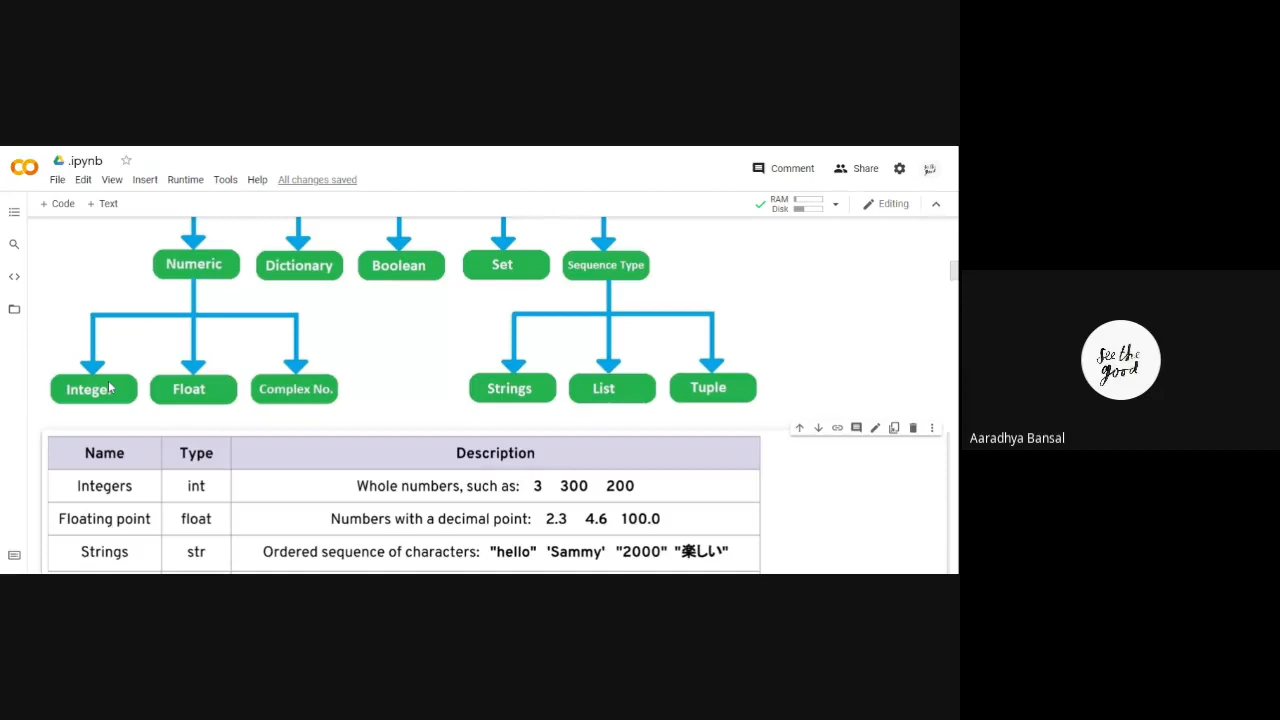 .ipynb
File Edit View Insert Runtime Tools Help All changes saved
Comment Share
+ Code + Text
RAM
Disk
Editing
Numeric Dictionary Boolean Set Sequence Type
Integer Float Complex No. Strings List Tuple
Name Type Description
Integers int Whole numbers, such as: 3 300 200
Floating point float Numbers with a decimal point: 2.3 4.6 100.0
Strings str Ordered sequence of characters: "hello" 'Sammy' "2000" "楽しい"
see the
good
Aaradhya Bansal